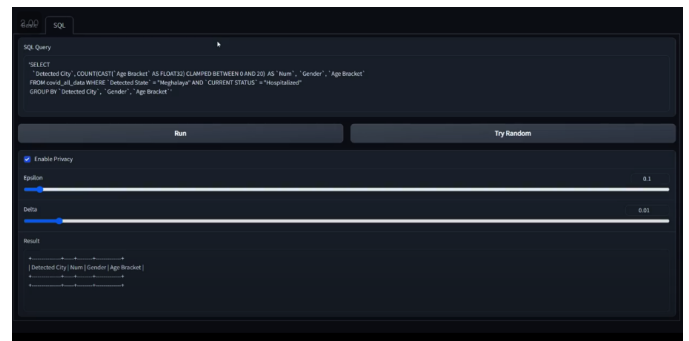 SQL
SQL Query
"SELECT
`Detected City`, COUNT(CAST(`Age Bracket` AS FLOAT32) CLAMPED BETWEEN 0 AND 20) AS `Num`, `Gender`, `Age Bracket`
FROM covid_all_data WHERE `Detected State` = "Meghalaya" AND `CURRENT STATUS` = "Hospitalized"
GROUP BY `Detected City`, `Gender`, `Age Bracket`"
Run Try Random
Enable Privacy
Epsilon 0.1
Delta 0.01
Result
+---------------+-----+--------+-------------+
| Detected City | Num | Gender | Age Bracket |
+---------------+-----+--------+-------------+
+---------------+-----+--------+-------------+